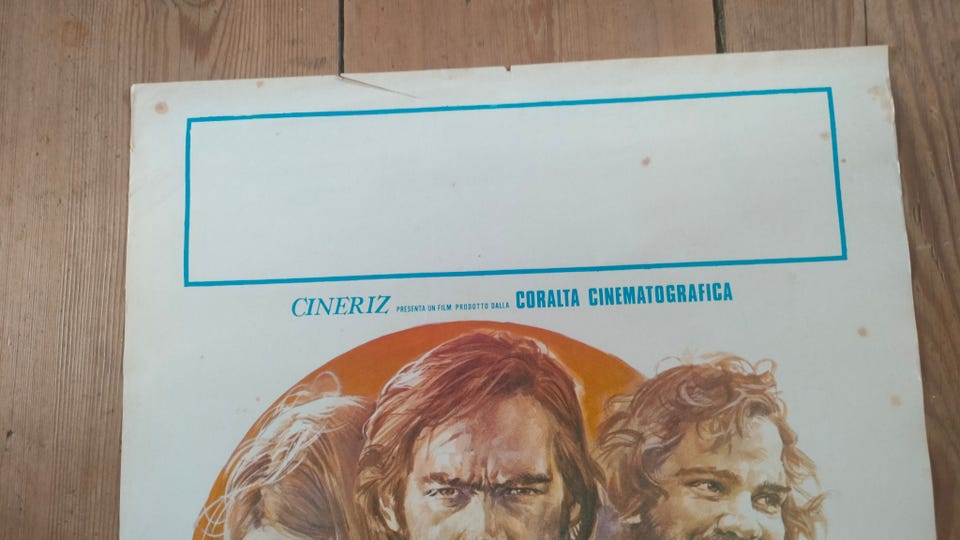 CINERIZ PRESENTA UN FILM PRODOTTO DALLA CORALTA CINEMATOGRAFICA